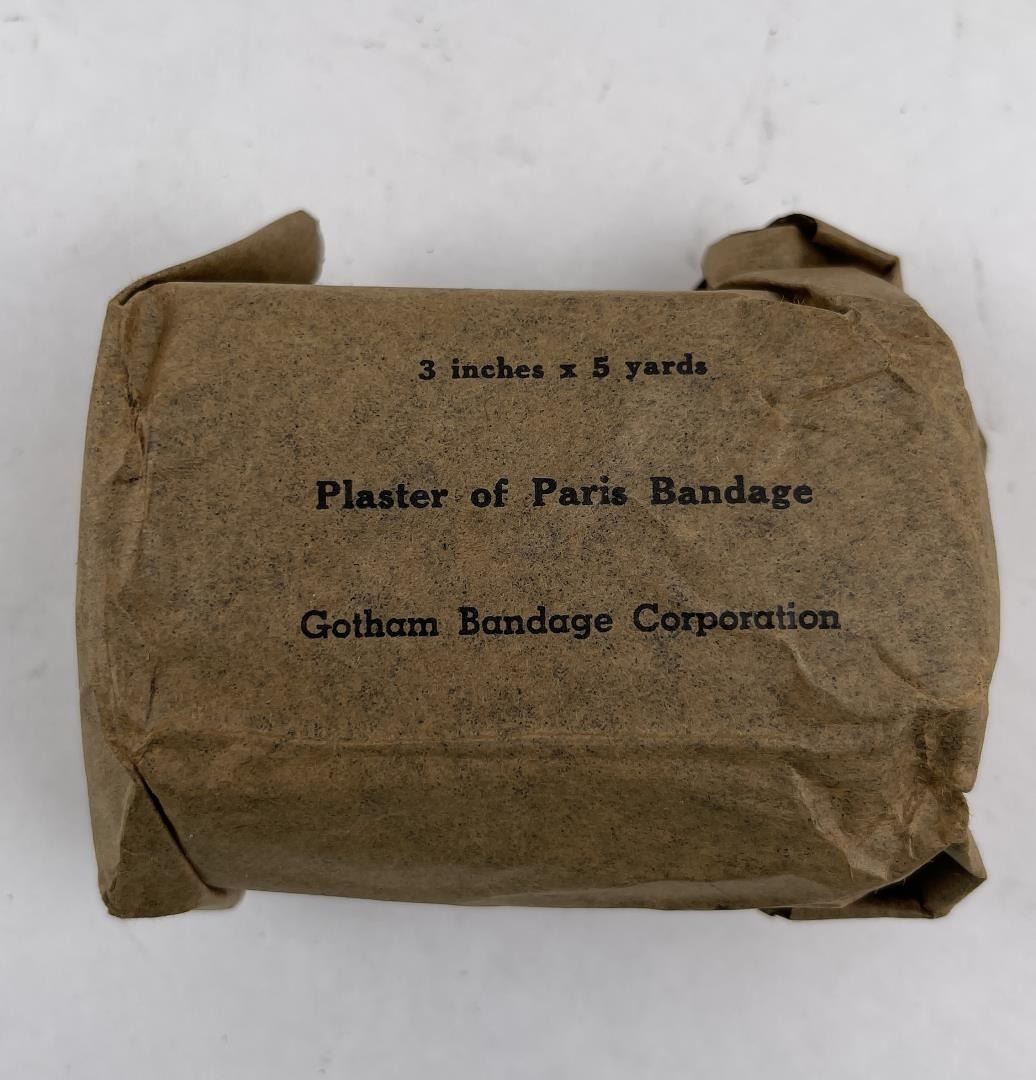 3 inches x 5 yards
Plaster of Paris Bandage
Gotham Bandage Corporation